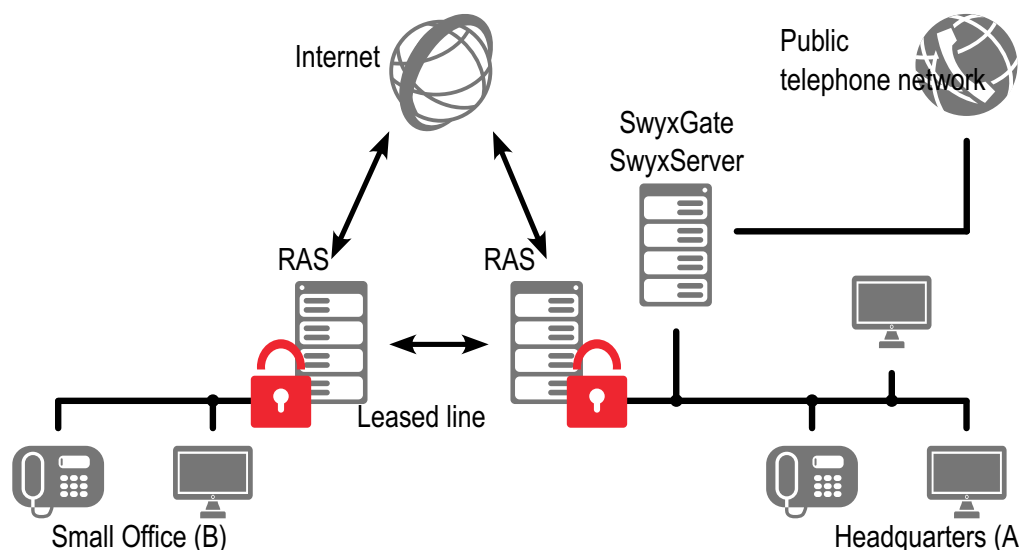 Internet
Public
telephone network
SwyxGate
SwyxServer
RAS
RAS
Leased line
Small Office (B)
Headquarters (A